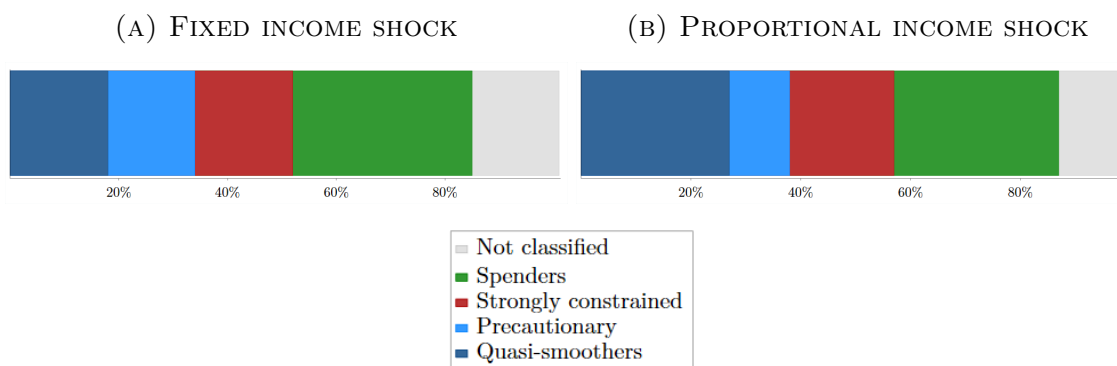 (A) FIXED INCOME SHOCK
(B) PROPORTIONAL INCOME SHOCK
20% 40% 60% 80%
20% 40% 60% 80%
Not classified
Spenders
Strongly constrained
Precautionary
Quasi-smoothers